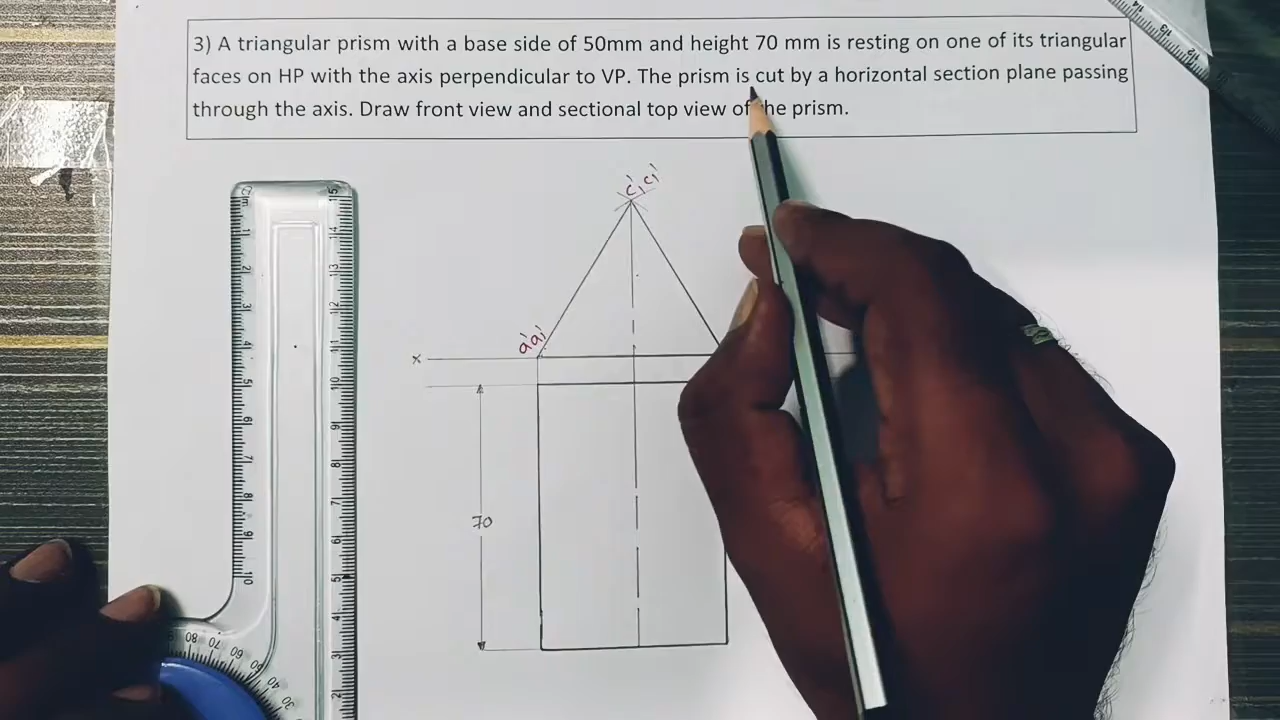 3) A triangular prism with a base side of 50mm and height 70 mm is resting on one of its triangular
faces on HP with the axis perpendicular to VP. The prism is cut by a horizontal section plane passing
through the axis. Draw front view and sectional top view of the prism.
c' c₁'
a' a₁'
x
70